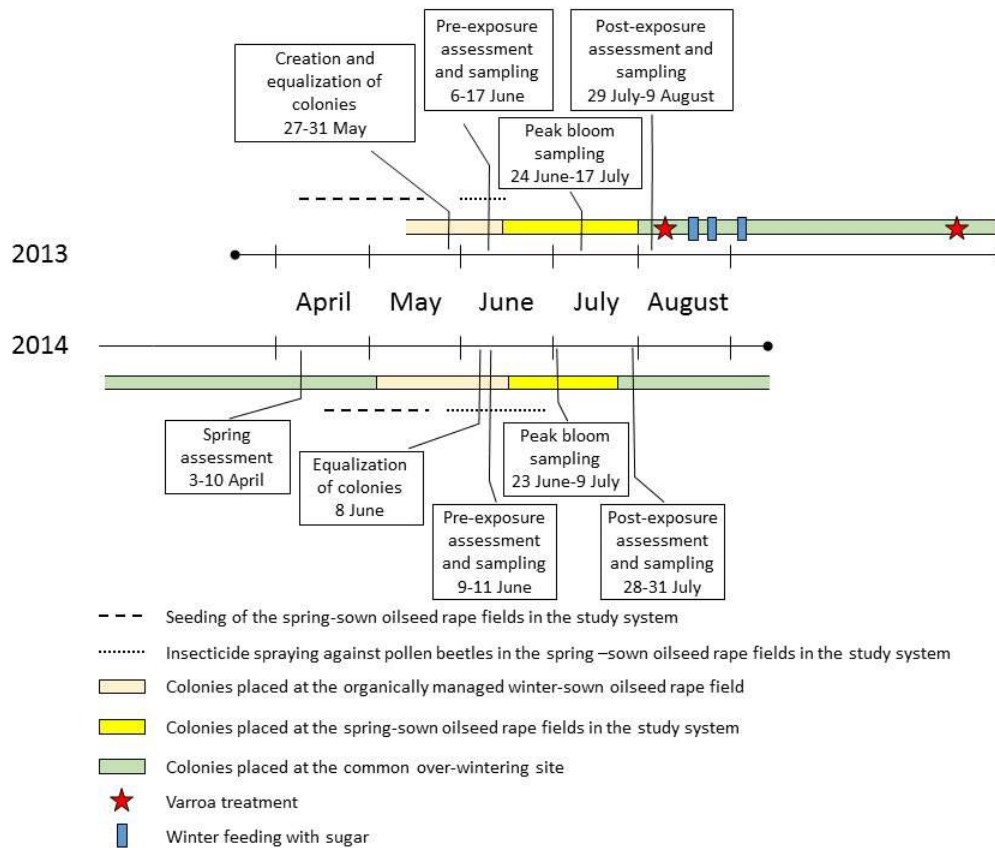 Creation and
equalization of
colonies
27-31 May
Pre-exposure
assessment
and sampling
6-17 June
Post-exposure
assessment and
sampling
29 July-9 August
Peak bloom
sampling
24 June-17 July
2013
April May June July August
2014
Spring
assessment
3-10 April
Equalization
of colonies
8 June
Pre-exposure
assessment
and sampling
9-11 June
Peak bloom
sampling
23 June-9 July
Post-exposure
assessment
and sampling
28-31 July
Seeding of the spring-sown oilseed rape fields in the study system
Insecticide spraying against pollen beetles in the spring –sown oilseed rape fields in the study system
Colonies placed at the organically managed winter-sown oilseed rape field
Colonies placed at the spring-sown oilseed rape fields in the study system
Colonies placed at the common over-wintering site
Varroa treatment
Winter feeding with sugar